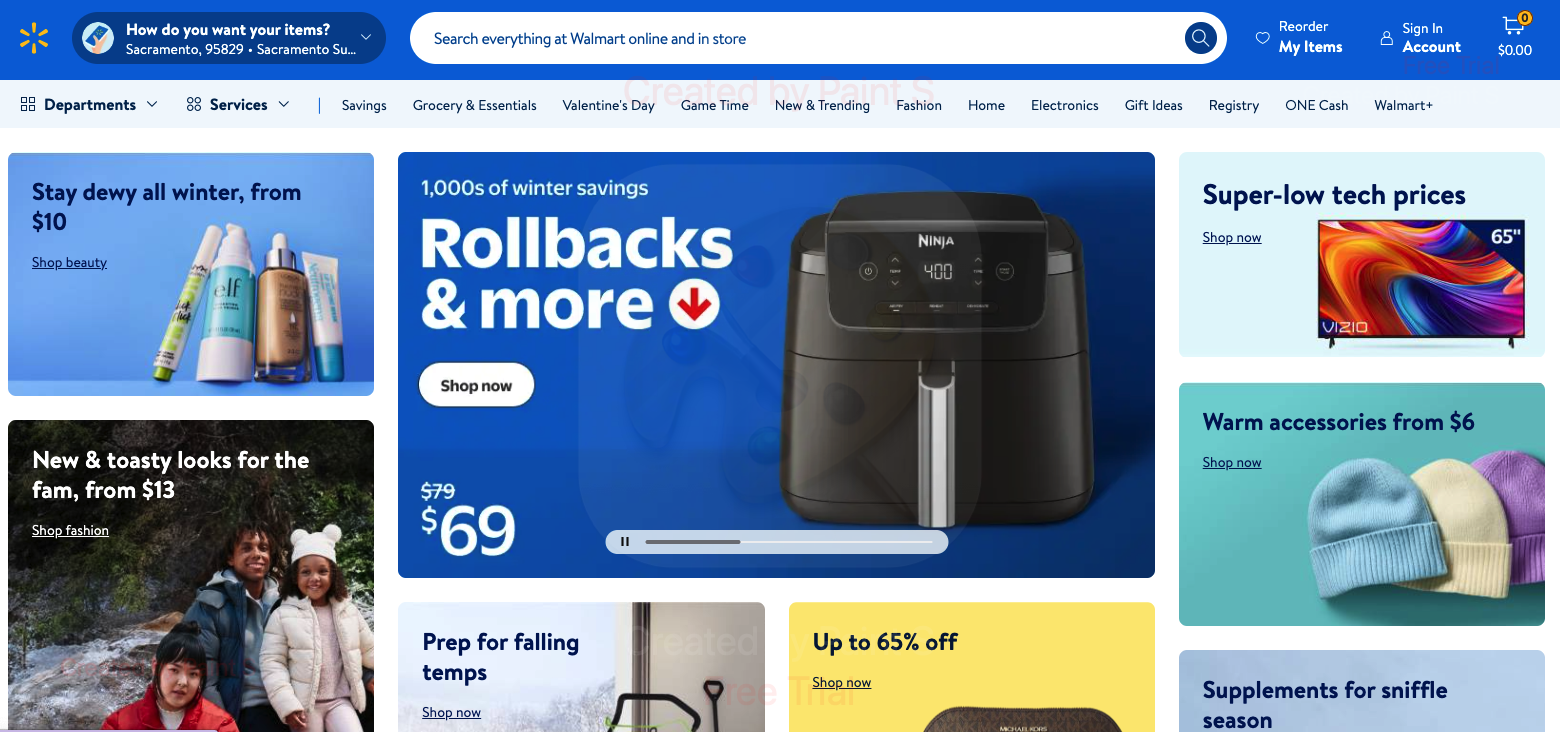 How do you want your items?
Sacramento, 95829 • Sacramento Su...
Search everything at Walmart online and in store
Reorder
My Items
Sign In
Account
0
$0.00
Departments
Services
Savings
Grocery & Essentials
Valentine's Day
Game Time
New & Trending
Fashion
Home
Electronics
Gift Ideas
Registry
ONE Cash
Walmart+
Created by Paint S
Free Trial
Stay dewy all winter, from
$10
Shop beauty
e.l.f.
New & toasty looks for the
fam, from $13
Shop fashion
1,000s of winter savings
Rollbacks
& more
Shop now
$79
$69
NINJA
400
Super-low tech prices
Shop now
65"
VIZIO
Warm accessories from $6
Shop now
Prep for falling
temps
Shop now
Created
Free Trial
Up to 65% off
Shop now
MICHAEL KORS
Supplements for sniffle
season